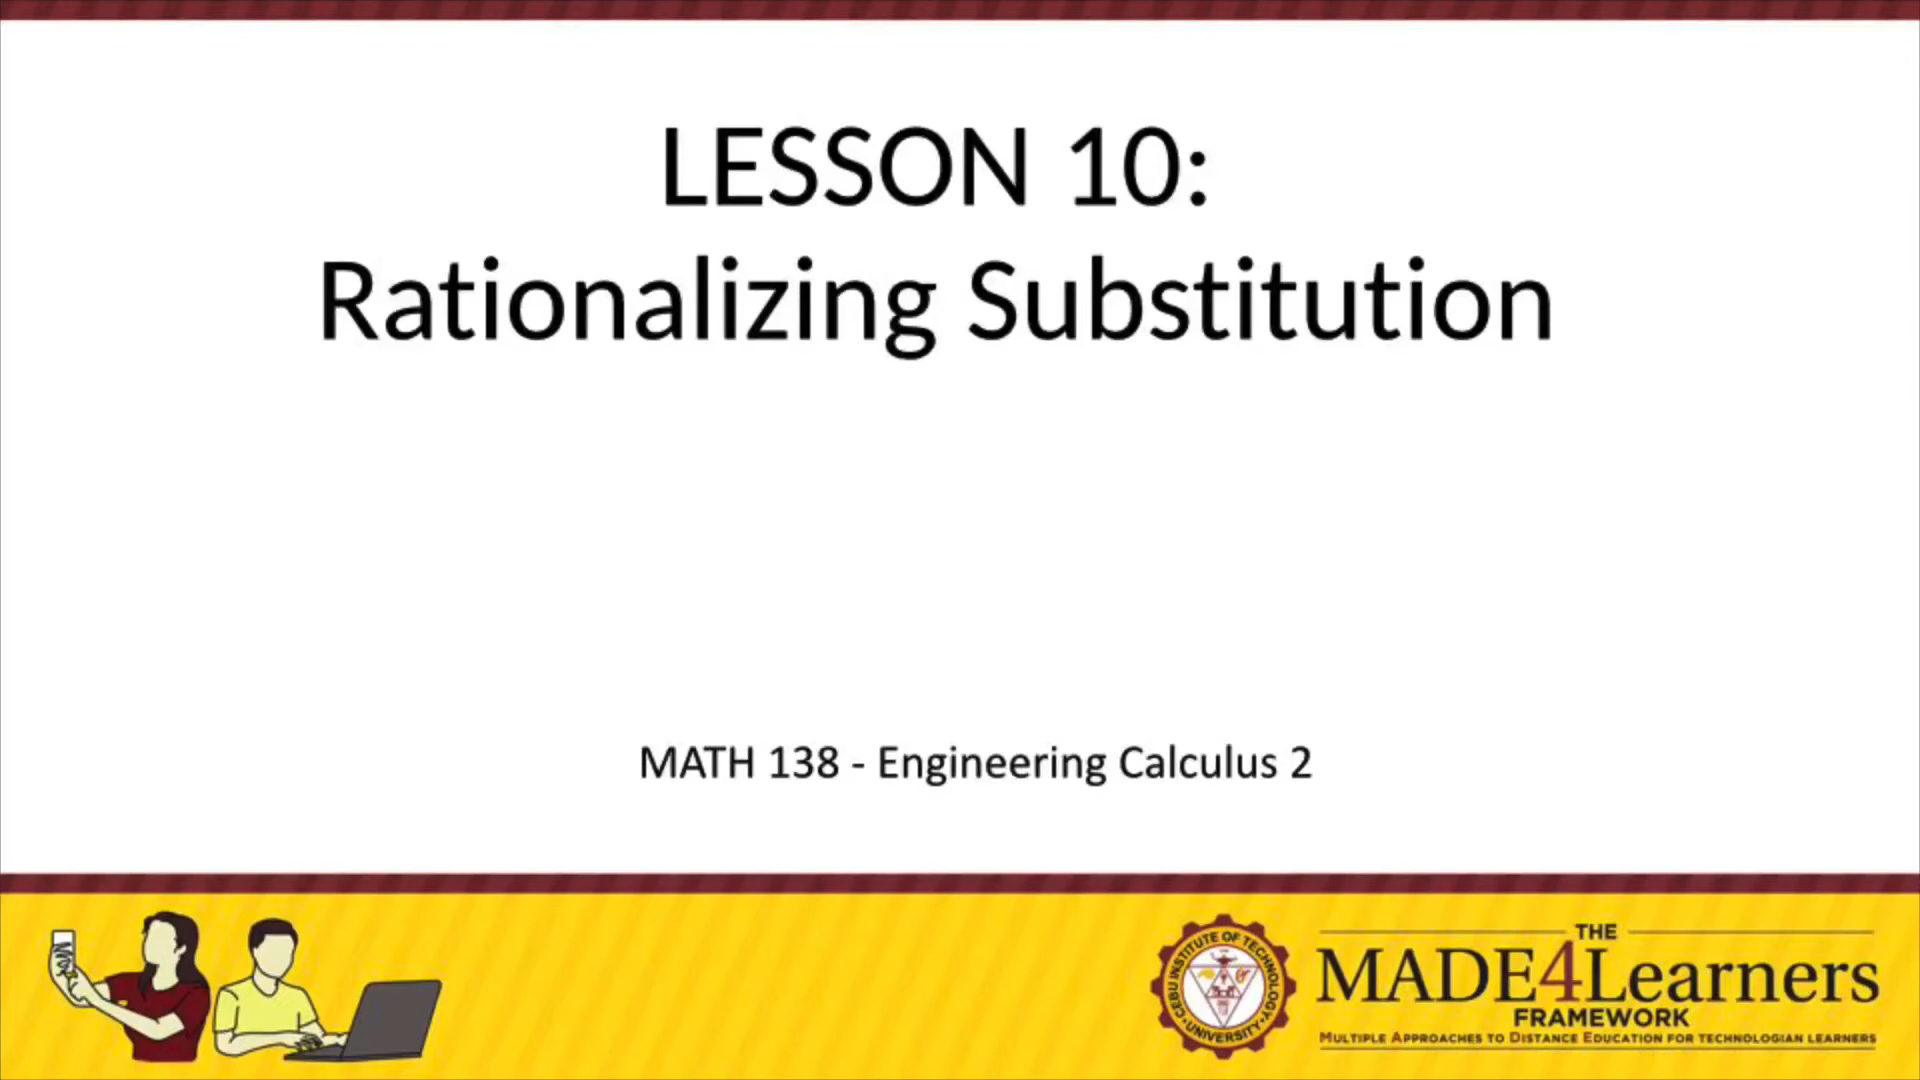 LESSON 10:
Rationalizing Substitution
MATH 138 - Engineering Calculus 2
CEBU INSTITUTE OF TECHNOLOGY
UNIVERSITY
THE
MADE4Learners
FRAMEWORK
MULTIPLE APPROACHES TO DISTANCE EDUCATION FOR TECHNOLOGIAN LEARNERS